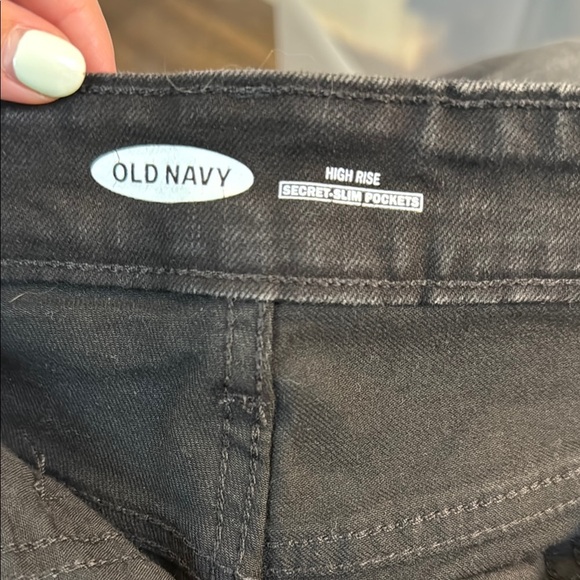 OLD NAVY
HIGH RISE
SECRET-SLIM POCKETS